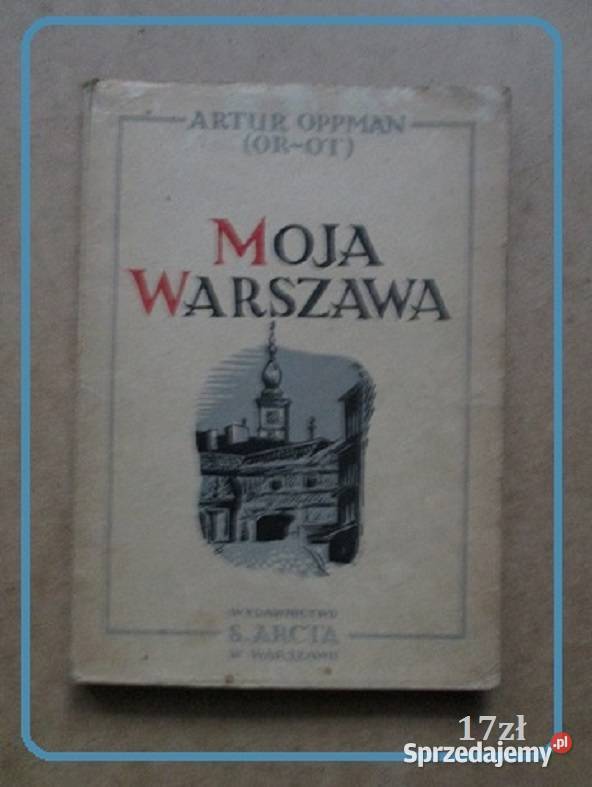 ARTUR OPPMAN
(OR-OT)
MOJA
WARSZAWA
WYDAWNICTWO
S. ARCTA
W WARSZAWIE
17zł
Sprzedajemy.pl